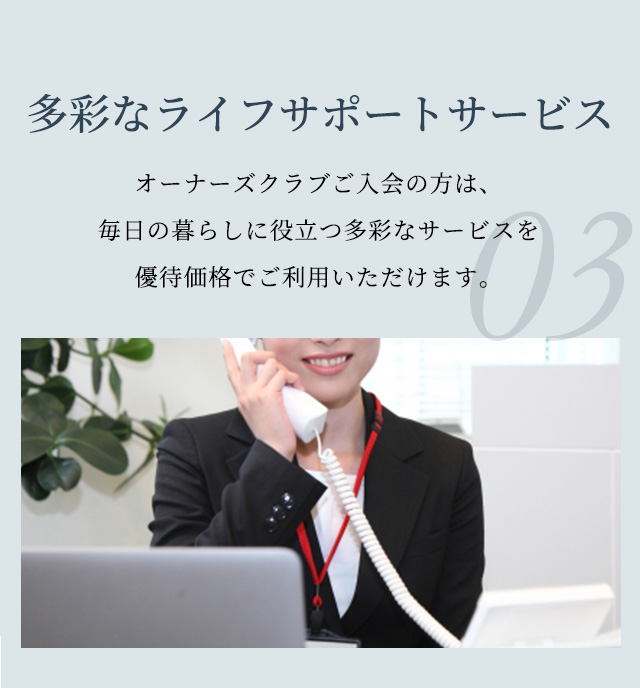 多彩なライフサポートサービス
オーナーズクラブご入会の方は、
毎日の暮らしに役立つ多彩なサービスを
優待価格でご利用いただけます。
03